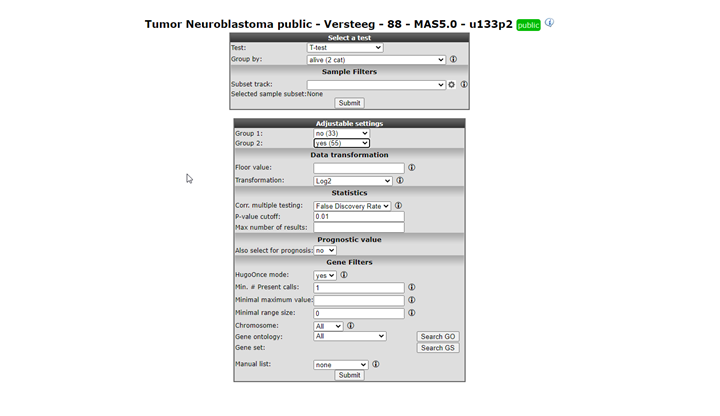 Tumor Neuroblastoma public - Versteeg - 88 - MAS5.0 - u133p2 public
Select a test
Test: T-test
Group by: alive (2 cat)
Sample Filters
Subset track:
Selected sample subset:None
Submit
Adjustable settings
Group 1: no (33)
Group 2: yes (55)
Data transformation
Floor value:
Transformation: Log2
Statistics
Corr. multiple testing: False Discovery Rate
P-value cutoff: 0.01
Max number of results:
Prognostic value
Also select for prognosis: no
Gene Filters
HugoOnce mode: yes
Min. # Present calls: 1
Minimal maximum value:
Minimal range size: 0
Chromosome: All
Gene ontology: All Search GO
Gene set: Search GS
Manual list: none
Submit